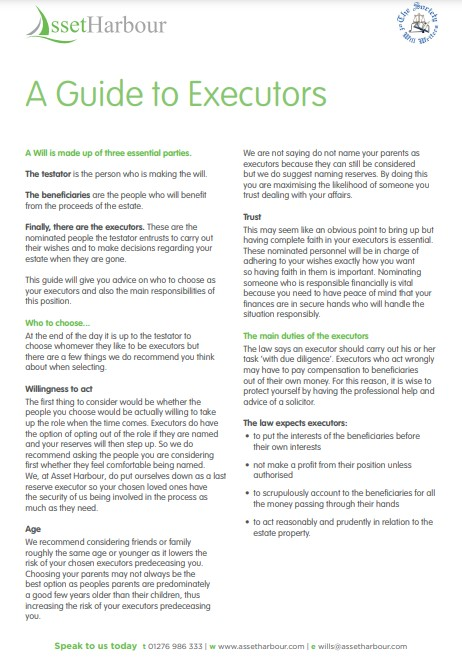 AssetHarbour
The Society
of Will Writers
A Guide to Executors
A Will is made up of three essential parties.
The testator is the person who is making the will.
The beneficiaries are the people who will benefit
from the proceeds of the estate.
Finally, there are the executors. These are the
nominated people the testator entrusts to carry out
their wishes and to make decisions regarding your
estate when they are gone.
This guide will give you advice on who to choose as
your executors and also the main responsibilities of
this position.
Who to choose...
At the end of the day it is up to the testator to
choose whomever they like to be executors but
there are a few things we do recommend you think
about when selecting.
Willingness to act
The first thing to consider would be whether the
people you choose would be actually willing to take
up the role when the time comes. Executors do have
the option of opting out of the role if they are named
and your reserves will then step up. So we do
recommend asking the people you are considering
first whether they feel comfortable being named.
We, at Asset Harbour, do put ourselves down as a last
reserve executor so your chosen loved ones have
the security of us being involved in the process as
much as they need.
Age
We recommend considering friends or family
roughly the same age or younger as it lowers the
risk of your chosen executors predeceasing you.
Choosing your parents may not always be the
best option as peoples parents are predominately
a good few years older than their children, thus
increasing the risk of your executors predeceasing
you.
We are not saying do not name your parents as
executors because they can still be considered
but we do suggest naming reserves. By doing this
you are maximising the likelihood of someone you
trust dealing with your affairs.
Trust
This may seem like an obvious point to bring up but
having complete faith in your executors is essential.
These nominated personnel will be in charge of
adhering to your wishes exactly how you want
so having faith in them is important. Nominating
someone who is responsible financially is vital
because you need to have peace of mind that your
finances are in secure hands who will handle the
situation responsibly.
The main duties of the executors
The law says an executor should carry out his or her
task 'with due diligence'. Executors who act wrongly
may have to pay compensation to beneficiaries
out of their own money. For this reason, it is wise to
protect yourself by having the professional help and
advice of a solicitor.
The law expects executors:
• to put the interests of the beneficiaries before
their own interests
• not make a profit from their position unless
authorised
• to scrupulously account to the beneficiaries for all
the money passing through their hands
• to act reasonably and prudently in relation to the
estate property.
Speak to us today t 01276 986 333 | w www.assetharbour.com | e wills@assetharbour.com